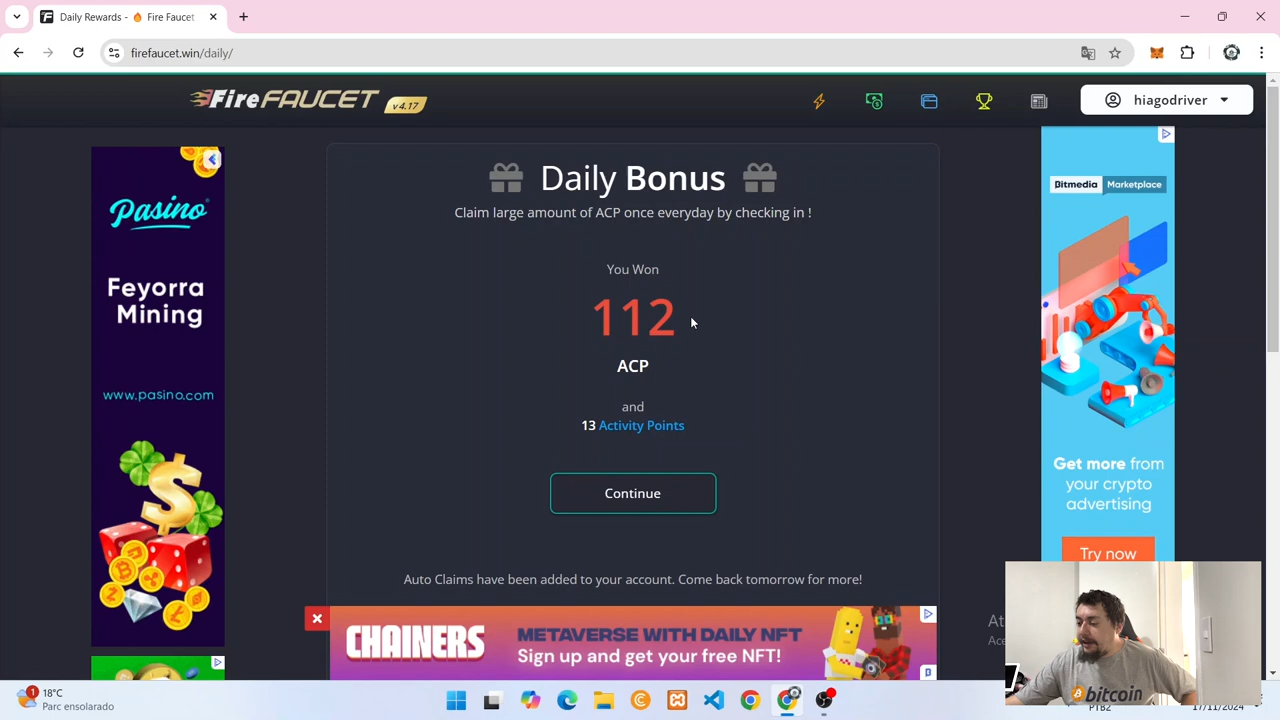 Daily Rewards - 🔥 Fire Faucet
firefaucet.win/daily/
FireFAUCET v 4.17
hiagodriver
Pasino
Feyorra
Mining
www.pasino.com
Daily Bonus
Claim large amount of ACP once everyday by checking in !
You Won
112
ACP
and
13 Activity Points
Continue
Auto Claims have been added to your account. Come back tomorrow for more!
Bitmedia Marketplace
Get more from
your crypto
advertising
Try now
CHAINERS
METAVERSE WITH DAILY NFT
Sign up and get your free NFT!
bitcoin
1
18°C
Parc ensolarado
PTB2
17/11/2024